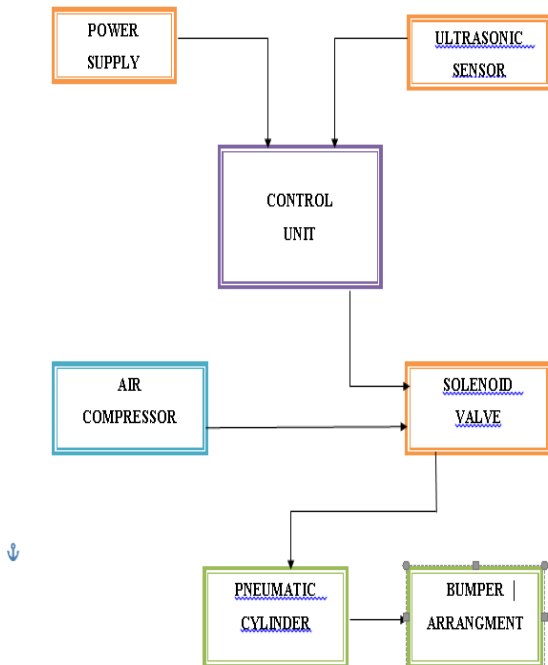 POWER
SUPPLY
ULTRASONIC
SENSOR
CONTROL
UNIT
AIR
COMPRESSOR
SOLENOID
VALVE
PNEUMATIC
CYLINDER
BUMPER
ARRANGMENT